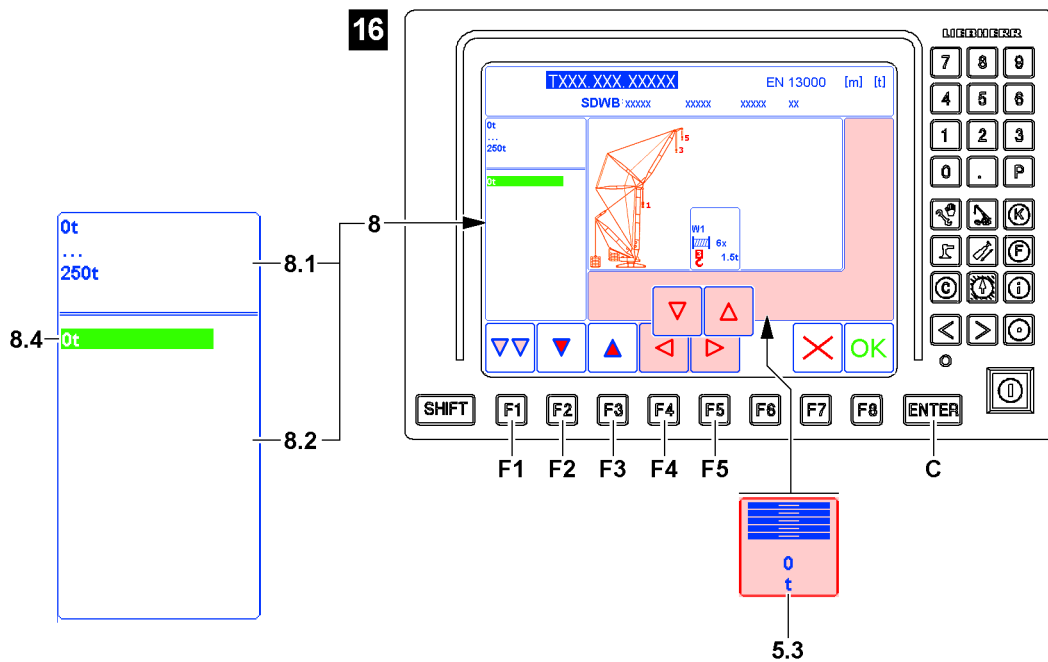 16
LIEBHERR
TXXX.XXX.XXXXX EN 13000 [m] [t]
SDWB XXXXX XXXXX XXXXX XX
0t
...
250t
0t
5
3
1
W1
6x
3
1.5t
OK
7 8 9
4 5 6
1 2 3
0 . P
K
F
C i
SHIFT F1 F2 F3 F4 F5 F6 F7 F8 ENTER
F1 F2 F3 F4 F5 C
0t
...
250t
0t
8
8.1
8.4
8.2
0
t
5.3